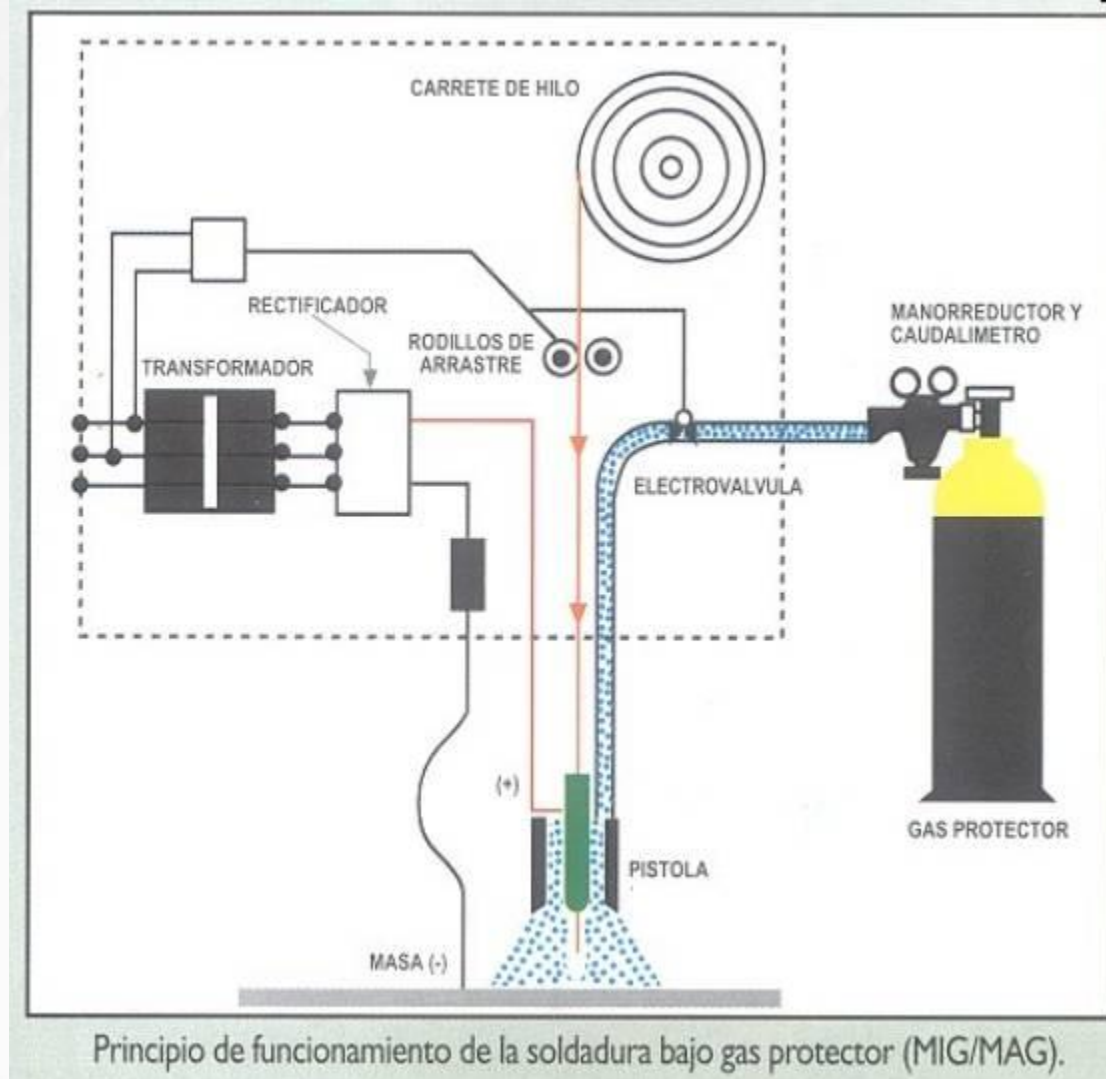 CARRETE DE HILO
RECTIFICADOR
TRANSFORMADOR
RODILLOS DE
ARRASTRE
MANORREDUCTOR Y
CAUDALIMETRO
ELECTROVALVULA
(+)
PISTOLA
GAS PROTECTOR
MASA (-)
Principio de funcionamiento de la soldadura bajo gas protector (MIG/MAG).